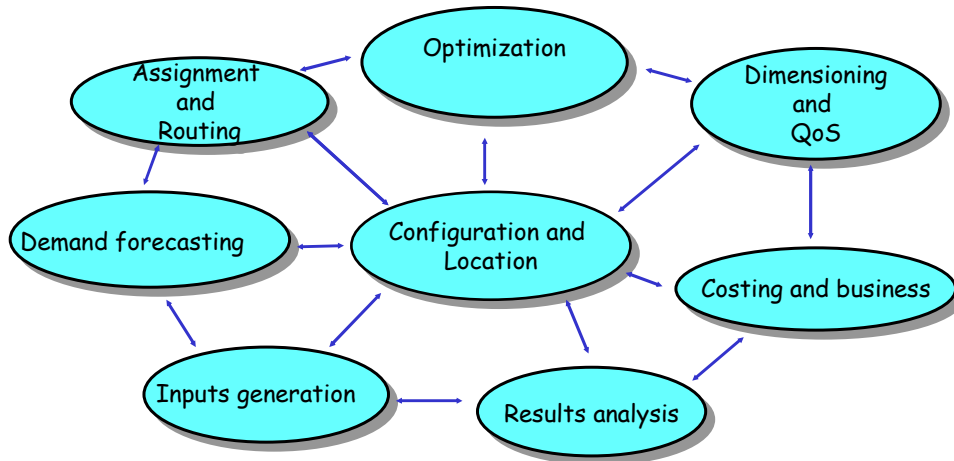 Optimization
Assignment
and
Routing
Dimensioning
and
QoS
Demand forecasting
Configuration and
Location
Costing and business
Inputs generation
Results analysis